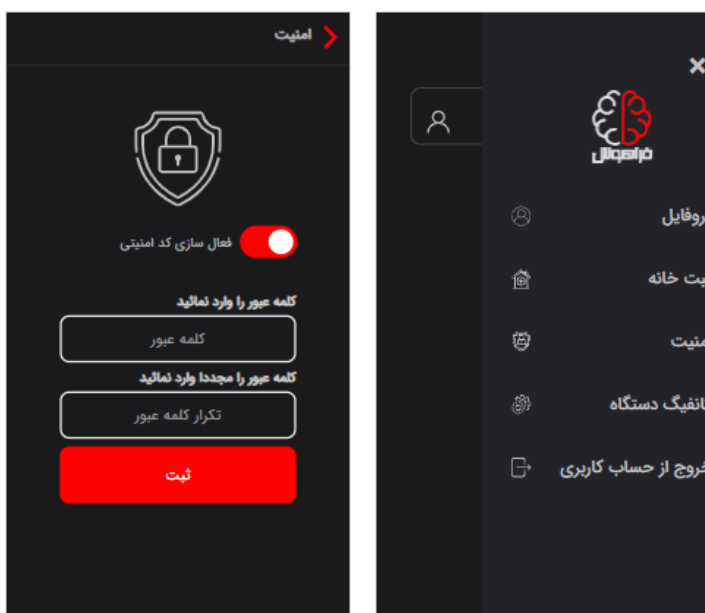 امنیت
فعال سازی کد امنیتی
کلمه عبور را وارد نمائید
کلمه عبور
کلمه عبور را مجددا وارد نمائید
تکرار کلمه عبور
ثبت
روفایل
خانه
منیت
انفیگ دستگاه
خروج از حساب کاربری